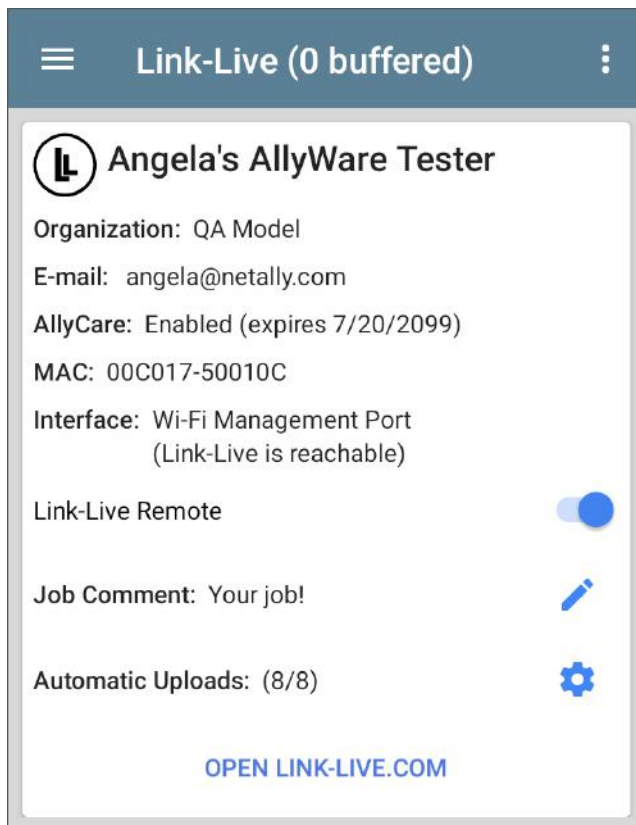 Link-Live (0 buffered)
LL Angela's AllyWare Tester
Organization: QA Model
E-mail: angela@netally.com
AllyCare: Enabled (expires 7/20/2099)
MAC: 00C017-50010C
Interface: Wi-Fi Management Port
(Link-Live is reachable)
Link-Live Remote
Job Comment: Your job!
Automatic Uploads: (8/8)
OPEN LINK-LIVE.COM